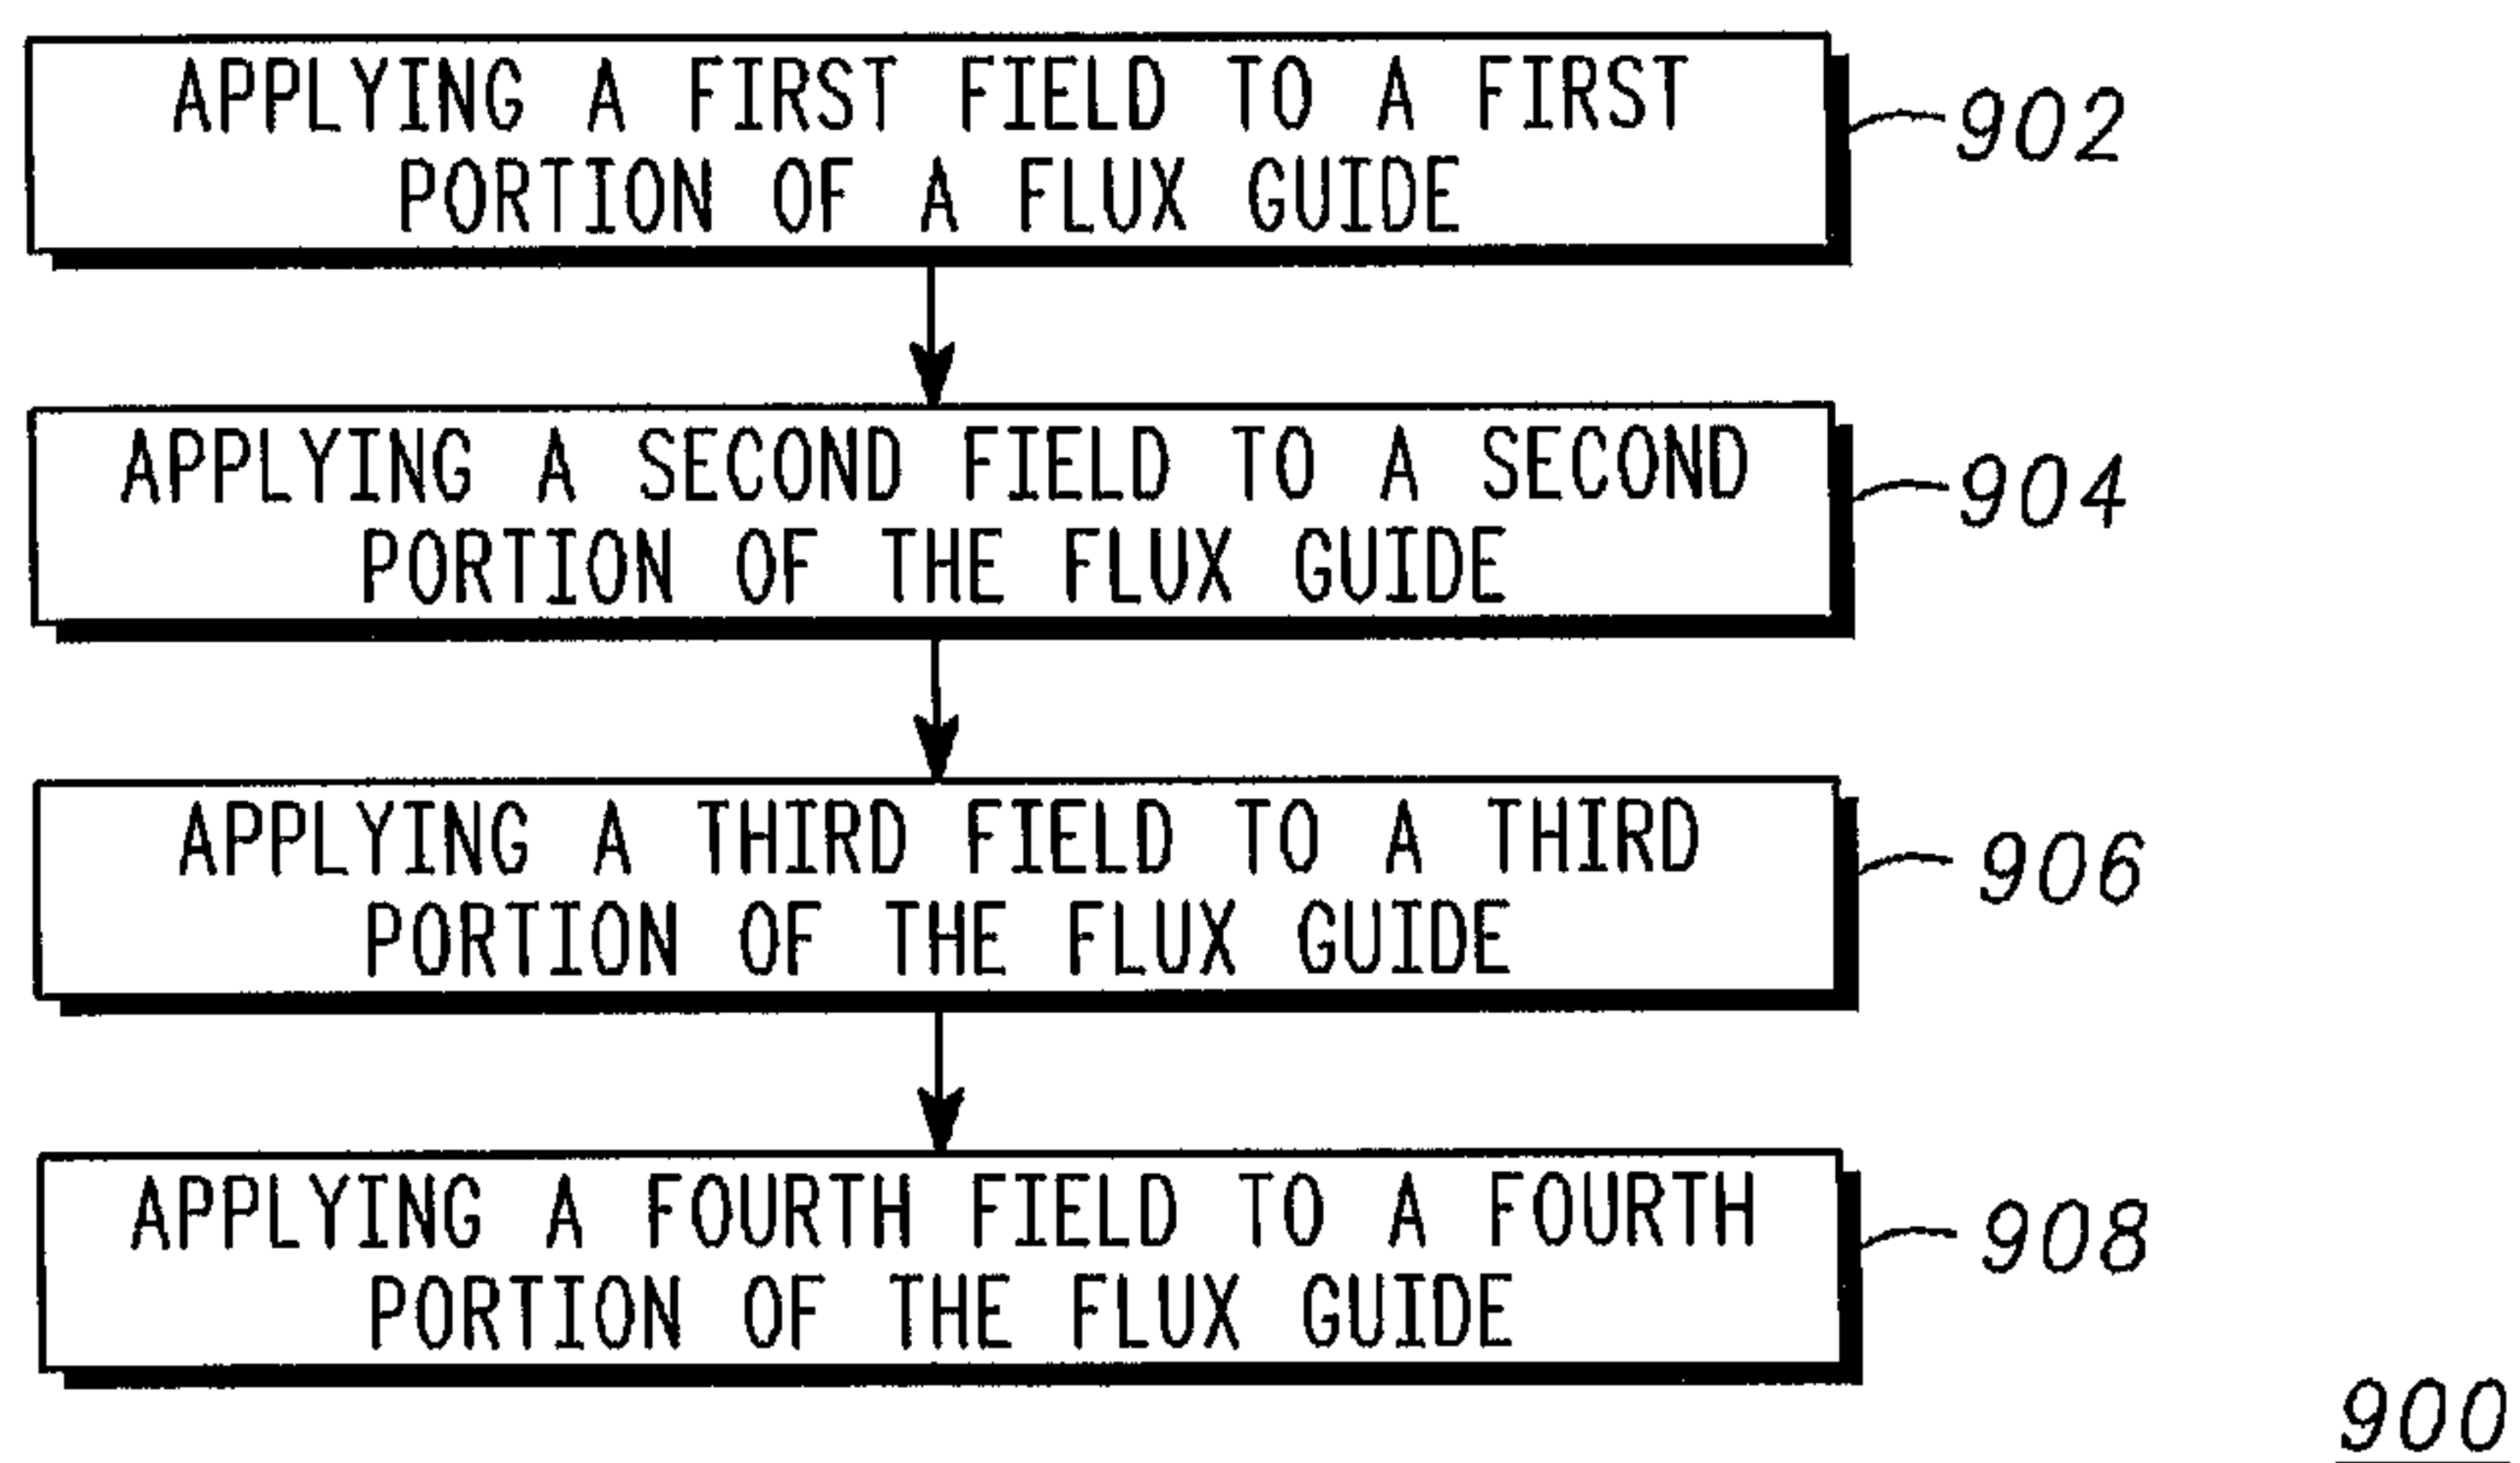 APPLYING A FIRST FIELD TO A FIRST
PORTION OF A FLUX GUIDE
902
APPLYING A SECOND FIELD TO A SECOND
PORTION OF THE FLUX GUIDE
904
APPLYING A THIRD FIELD TO A THIRD
PORTION OF THE FLUX GUIDE
906
APPLYING A FOURTH FIELD TO A FOURTH
PORTION OF THE FLUX GUIDE
908
900